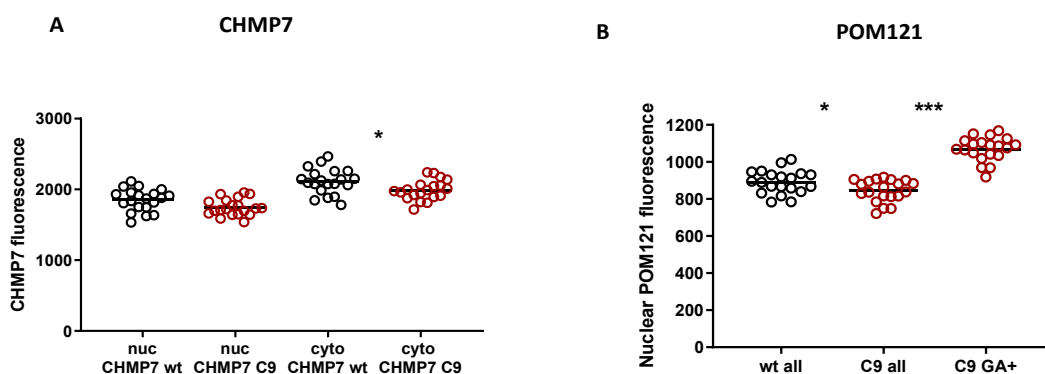 A
CHMP7
CHMP7 fluorescence
3000
2000
1000
0
*
nuc
CHMP7 wt
nuc
CHMP7 C9
cyto
CHMP7 wt
cyto
CHMP7 C9
B
POM121
Nuclear POM121 fluorescence
1200
1000
800
600
400
200
0
*
***
wt all
C9 all
C9 GA+